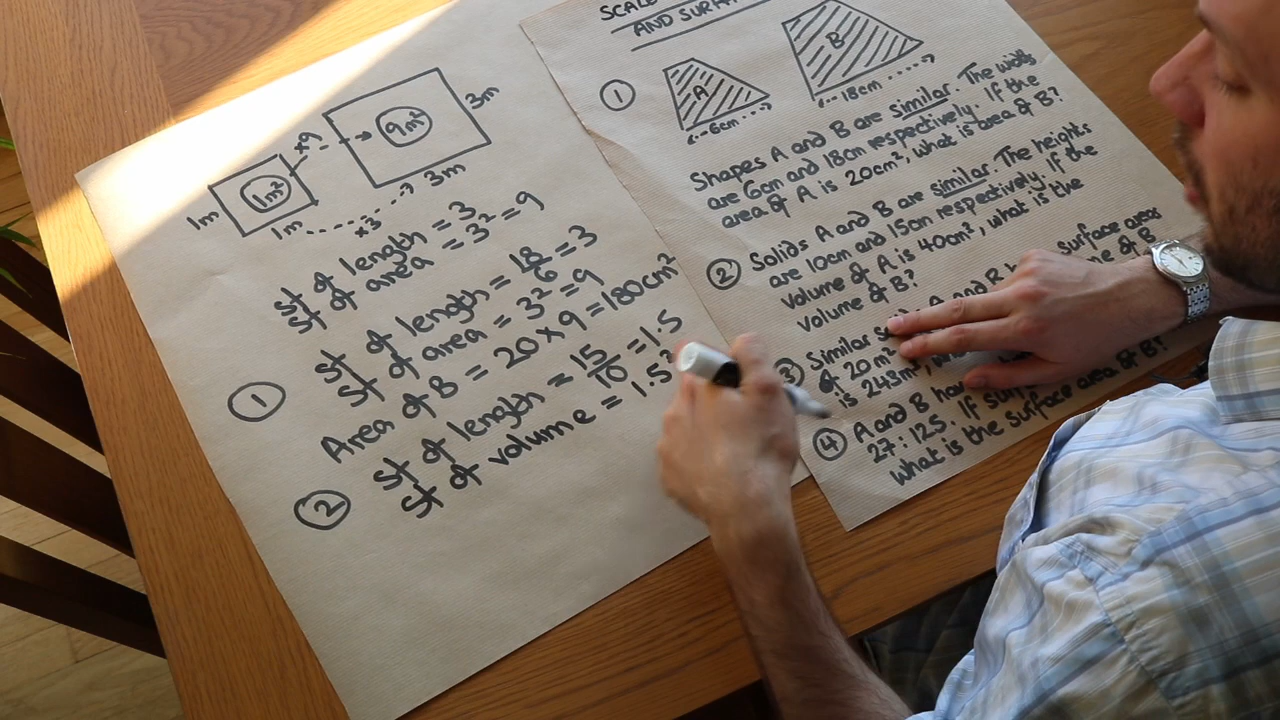 1m²
1m
1m
x9
x3
9m²
3m
3m
sf of length = 3
sf of area = 3² = 9
① sf of length = 18/6 = 3
sf of area = 3² = 9
Area of B = 20 x 9 = 180cm²
② sf of length = 15/10 = 1.5
sf of volume = 1.5
SCALE
AND
①
A
6cm
B
18cm
Shapes A and B are similar. The
are 6cm and 18cm respectively. If the
area of A is 20cm², what is area of B?
② Solids A and B are similar. The heights
are 10cm and 15cm respectively. If the
volume of A is 40cm³, what is the
volume of B?
③ Similar A and B surface areas
of 20m²
is 243m³, of B
④ A and B
27:125. If
what is the surface area of B?